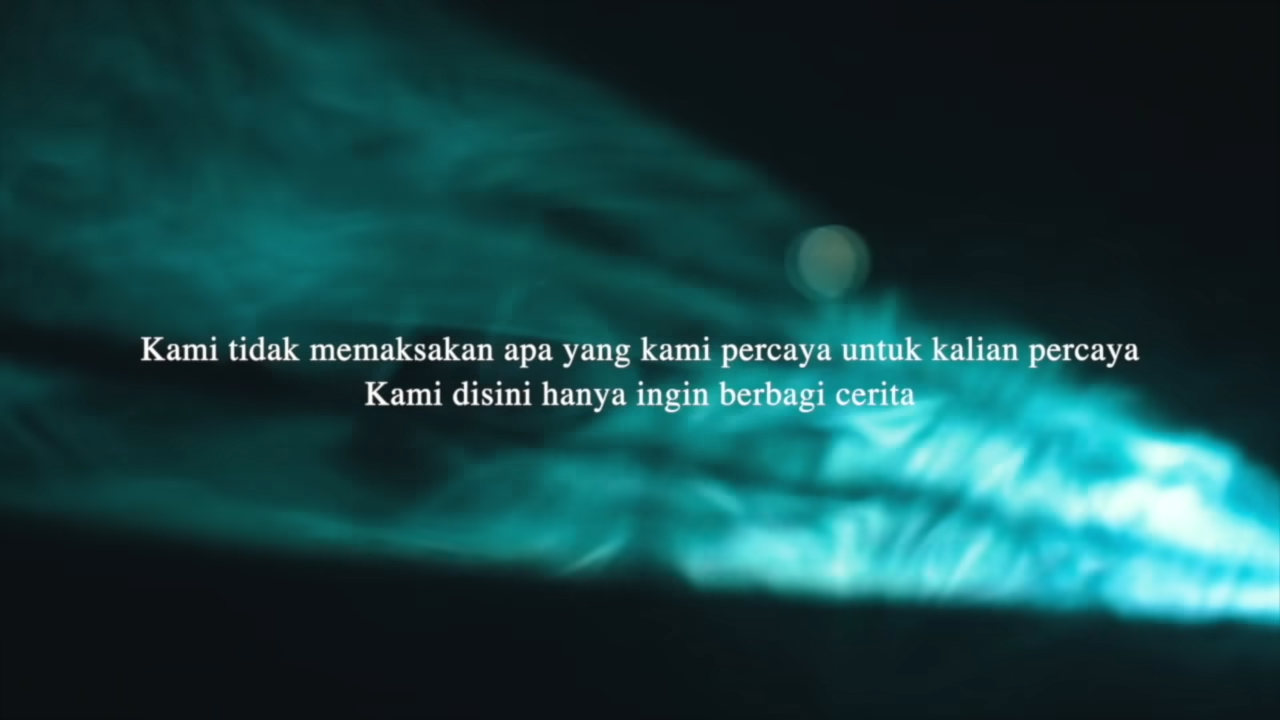 Kami tidak memaksakan apa yang kami percaya untuk kalian percaya
Kami disini hanya ingin berbagi cerita